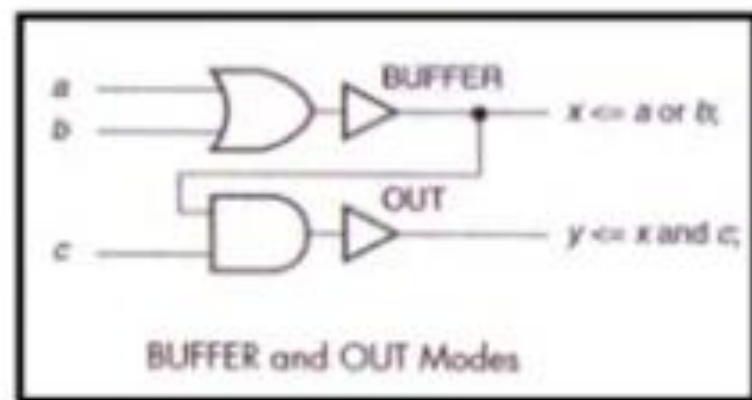 a
BUFFER
b
x <= a or b;
OUT
c
y <= x and c;
BUFFER and OUT Modes